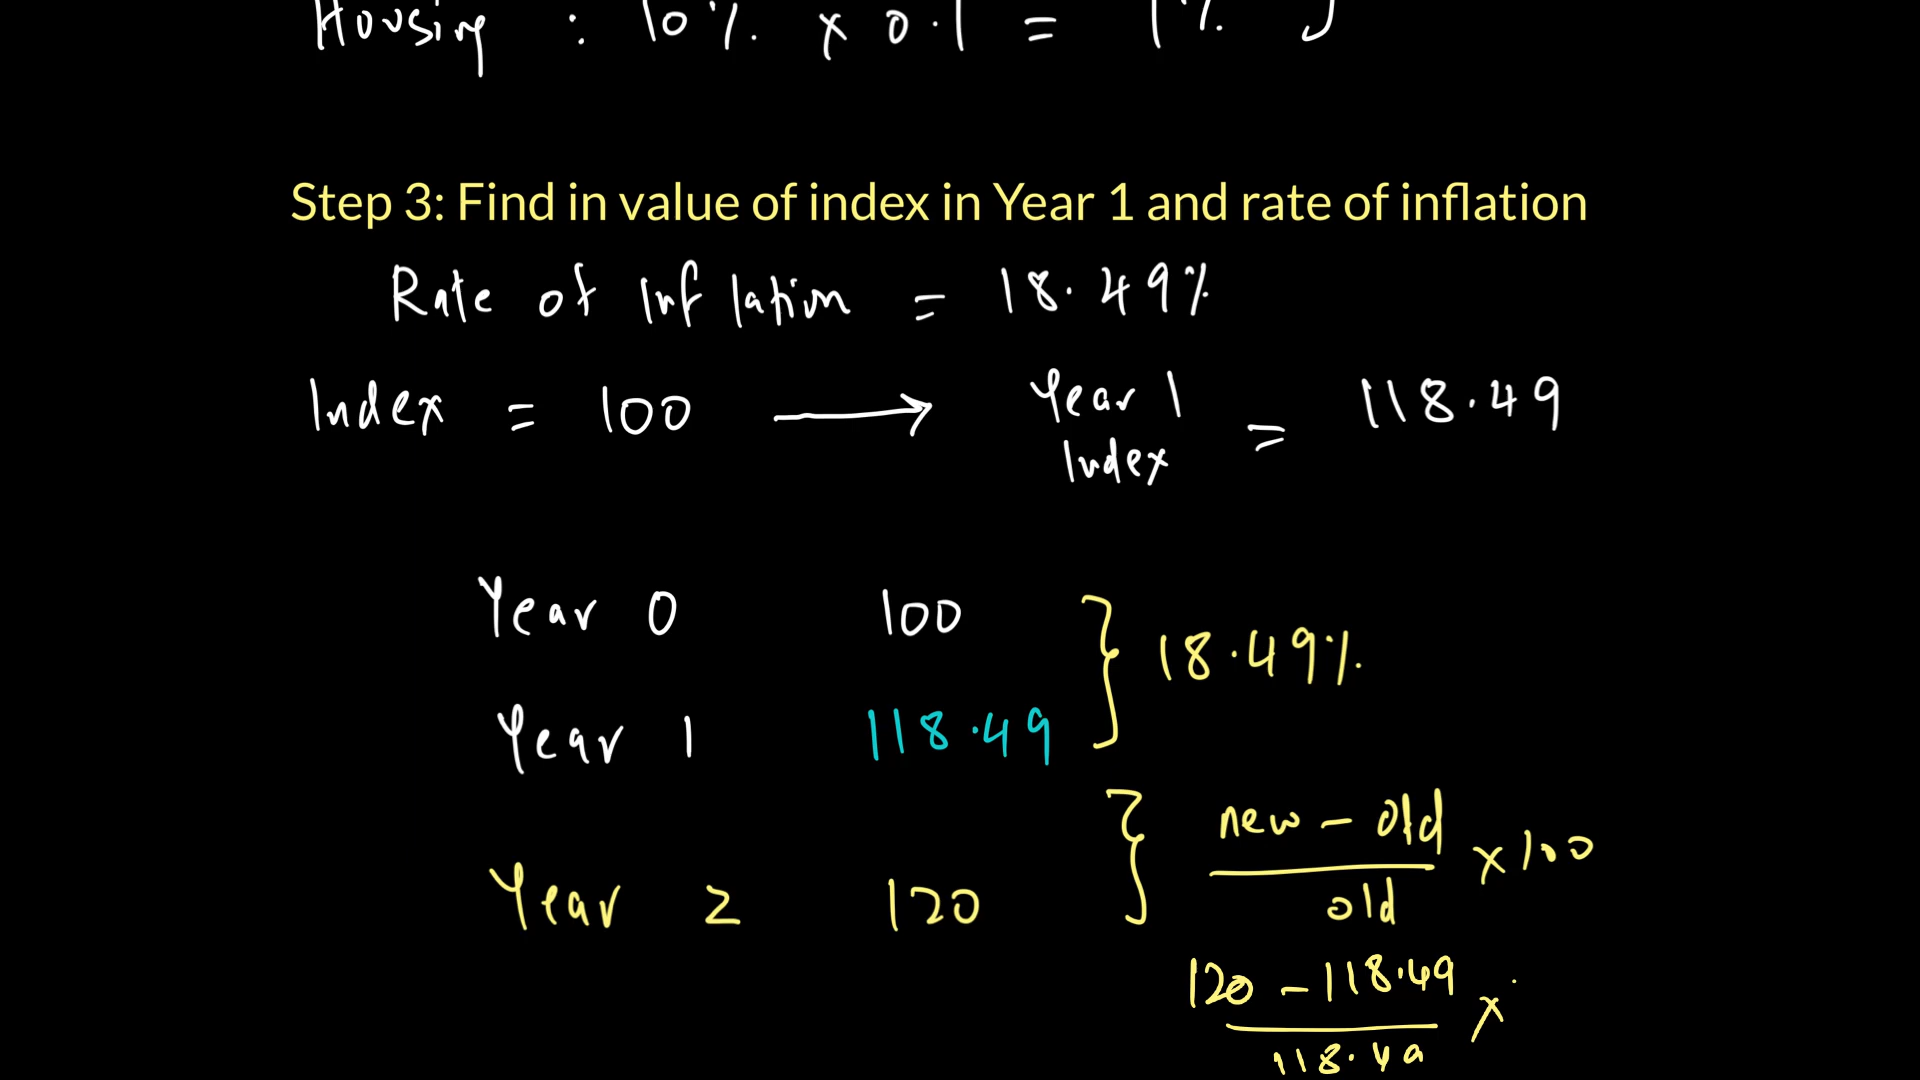 Housing : 10% x 0.1 = 1%
Step 3: Find in value of index in Year 1 and rate of inflation
Rate of Inflation = 18.49%
Index = 100 → Year 1 Index = 118.49
Year 0 100
} 18.49%
Year 1 118.49
Year 2 120 } new - old / old x 100
120 - 118.49 / 118.49 x